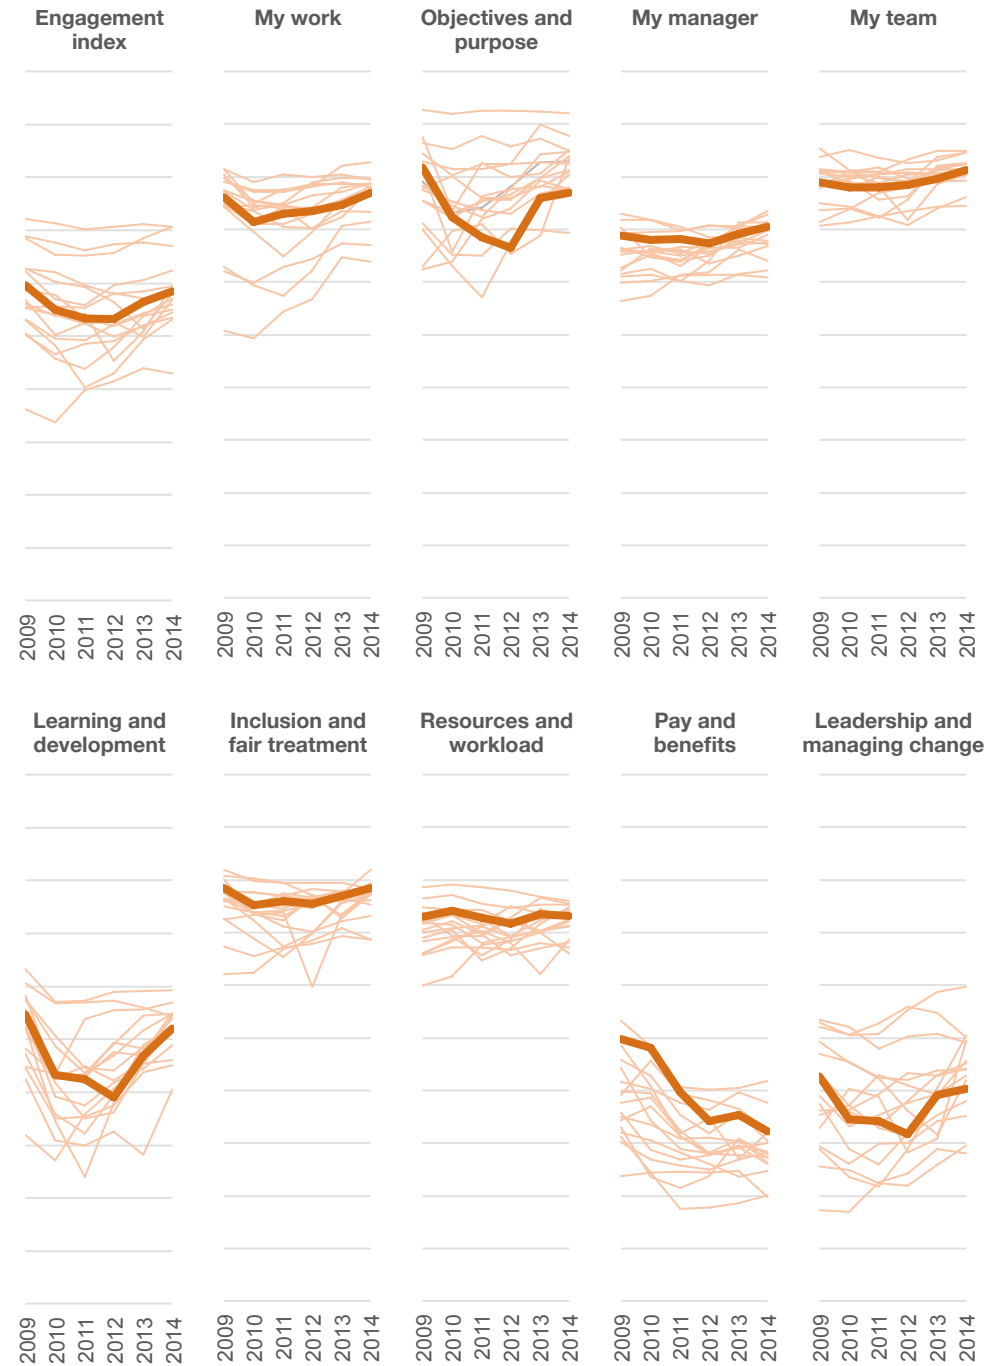 Engagement
index
My work
Objectives and
purpose
My manager
My team
2009 2010 2011 2012 2013 2014
2009 2010 2011 2012 2013 2014
2009 2010 2011 2012 2013 2014
2009 2010 2011 2012 2013 2014
2009 2010 2011 2012 2013 2014
Learning and
development
Inclusion and
fair treatment
Resources and
workload
Pay and
benefits
Leadership and
managing change
2009 2010 2011 2012 2013 2014
2009 2010 2011 2012 2013 2014
2009 2010 2011 2012 2013 2014
2009 2010 2011 2012 2013 2014
2009 2010 2011 2012 2013 2014